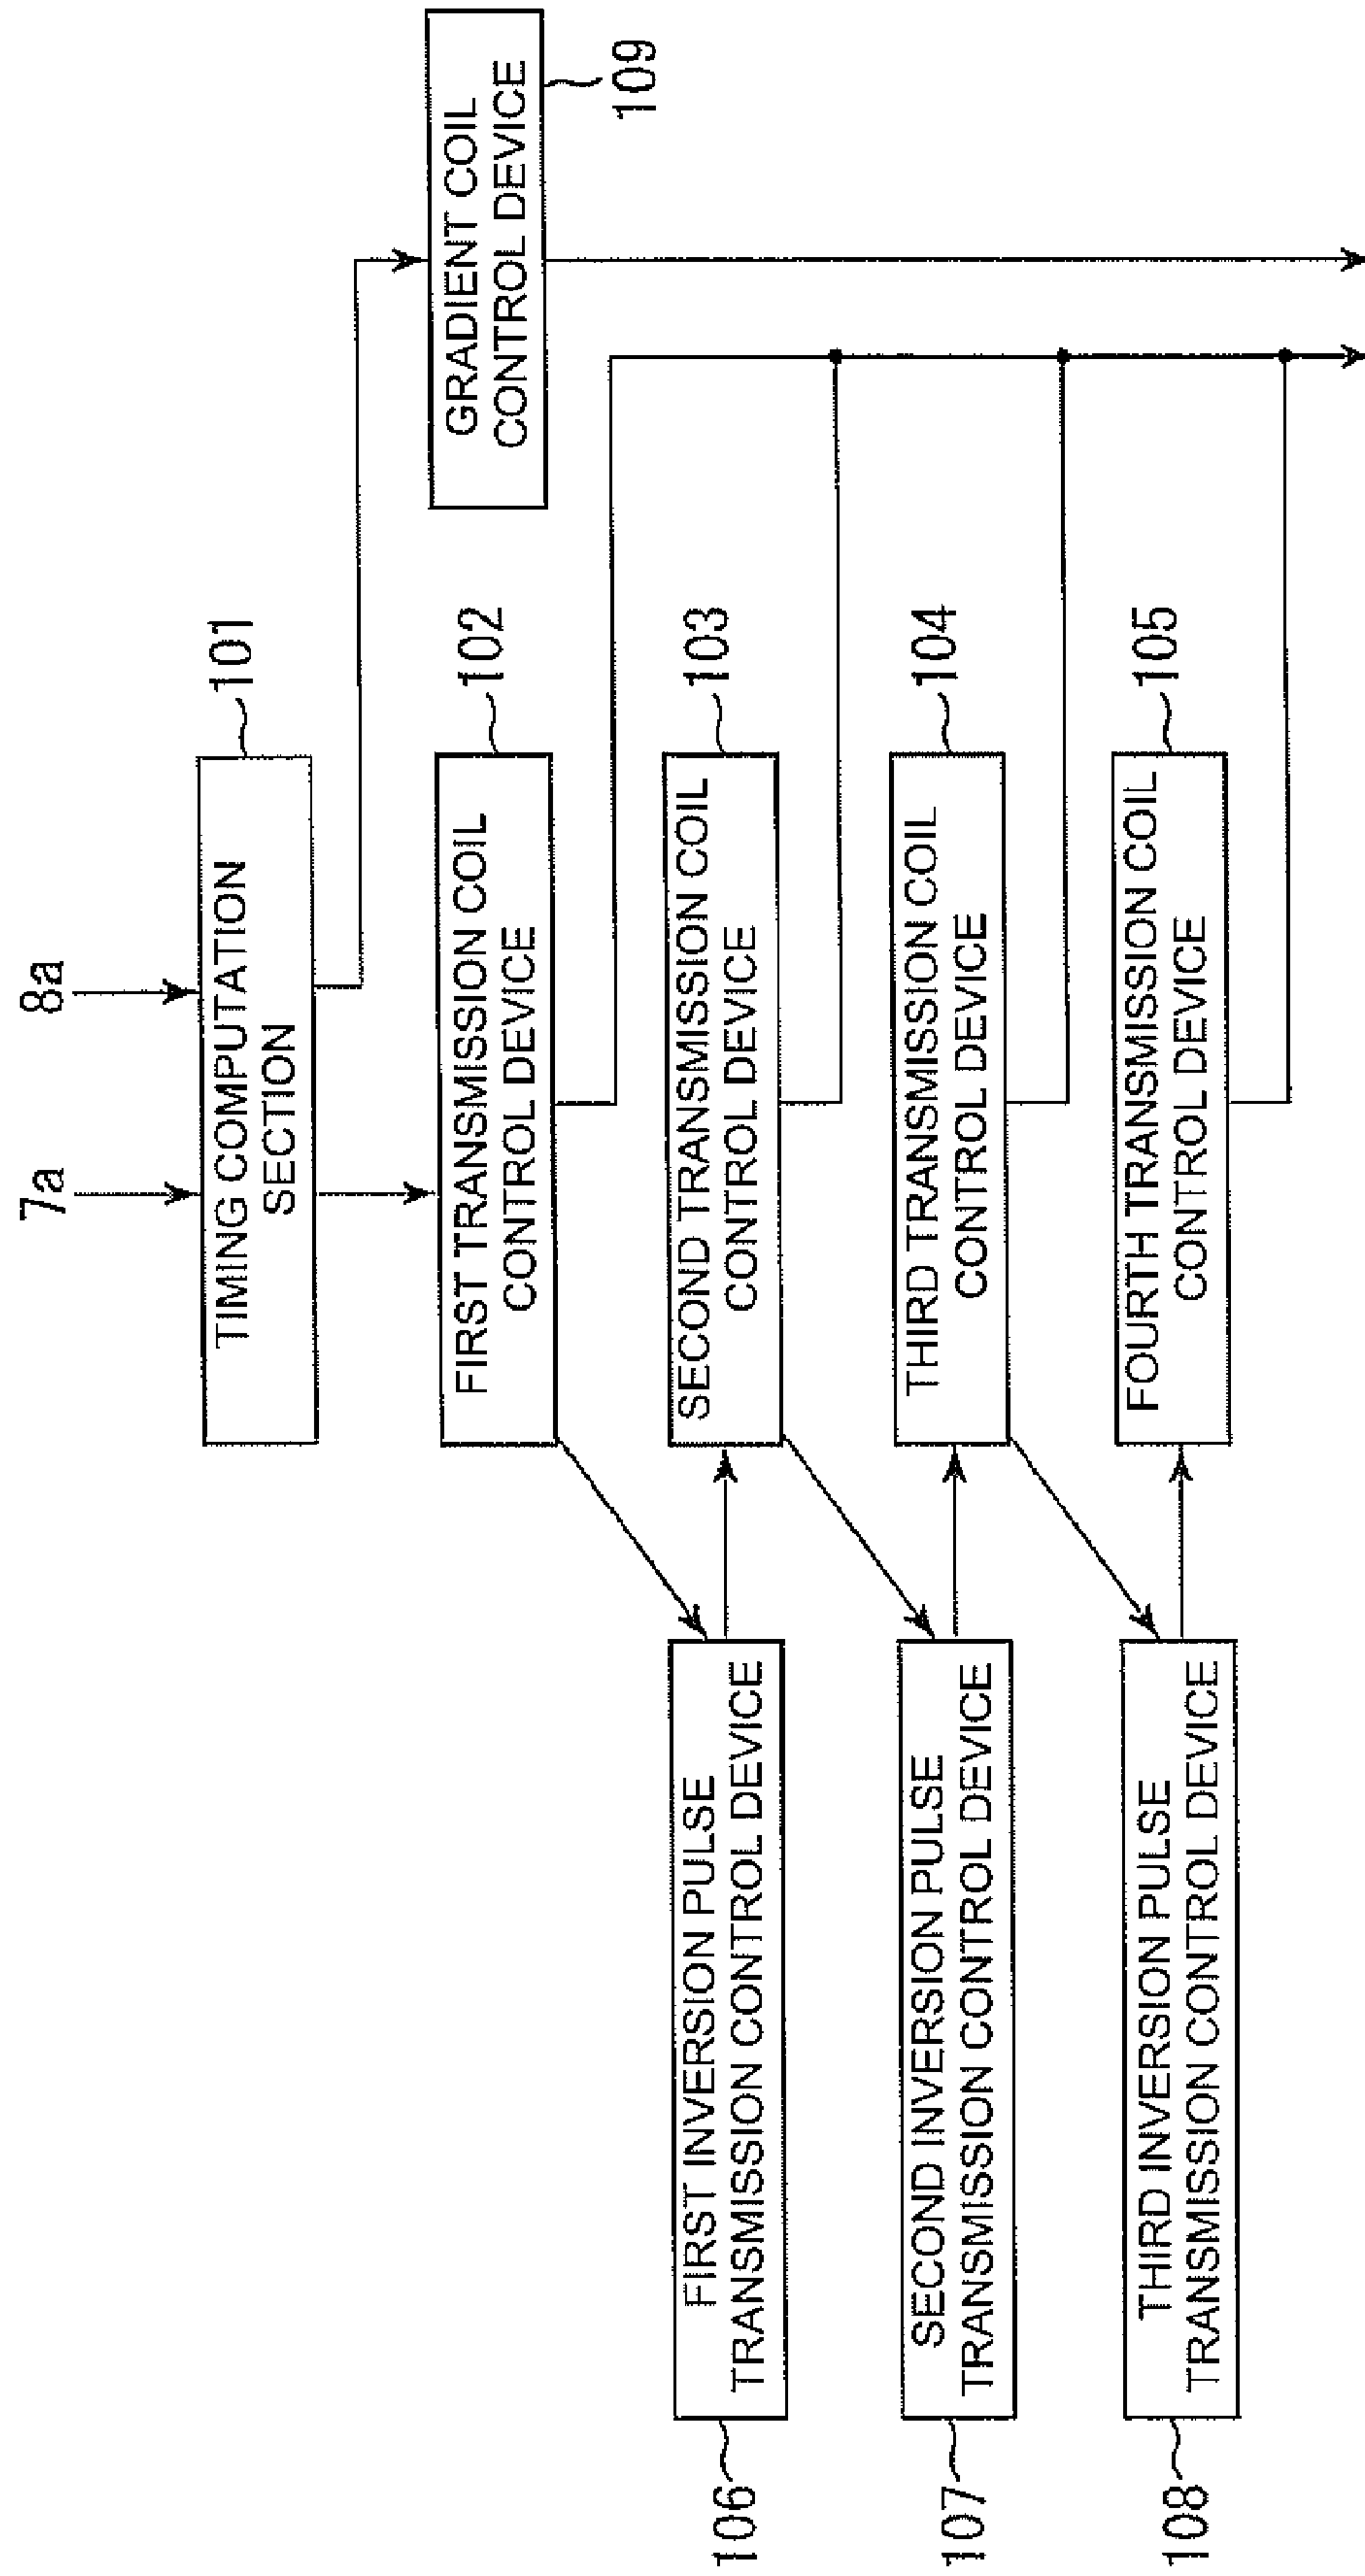 7a
8a
TIMING COMPUTATION
SECTION
101
FIRST TRANSMISSION COIL
CONTROL DEVICE
102
GRADIENT COIL
CONTROL DEVICE
109
106
FIRST INVERSION PULSE
TRANSMISSION CONTROL DEVICE
SECOND TRANSMISSION COIL
CONTROL DEVICE
103
107
SECOND INVERSION PULSE
TRANSMISSION CONTROL DEVICE
THIRD TRANSMISSION COIL
CONTROL DEVICE
104
108
THIRD INVERSION PULSE
TRANSMISSION CONTROL DEVICE
FOURTH TRANSMISSION COIL
CONTROL DEVICE
105